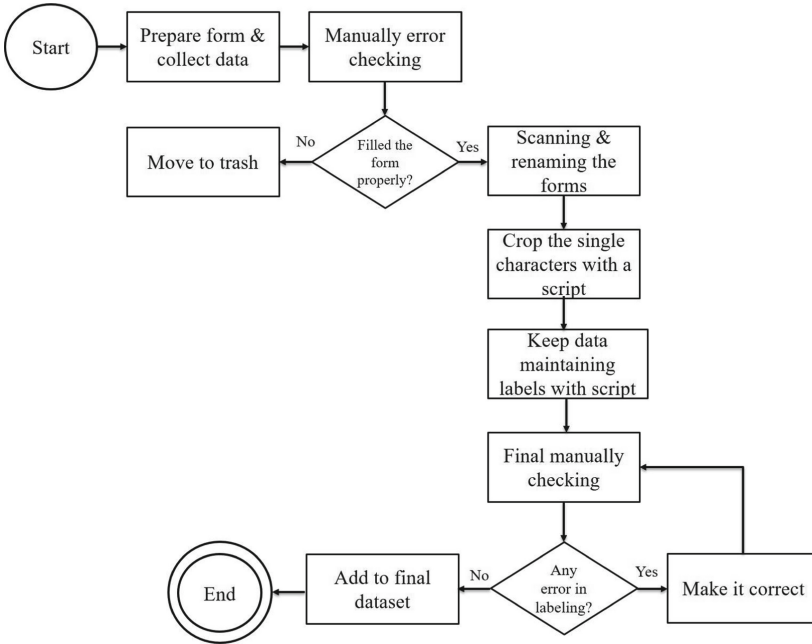 Start
Prepare form &
collect data
Manually error
checking
Filled the
form
properly?
No
Yes
Move to trash
Scanning &
renaming the
forms
Crop the single
characters with a
script
Keep data
maintaining
labels with script
Final manually
checking
Any
error in
labeling?
No
Yes
Make it correct
Add to final
dataset
End